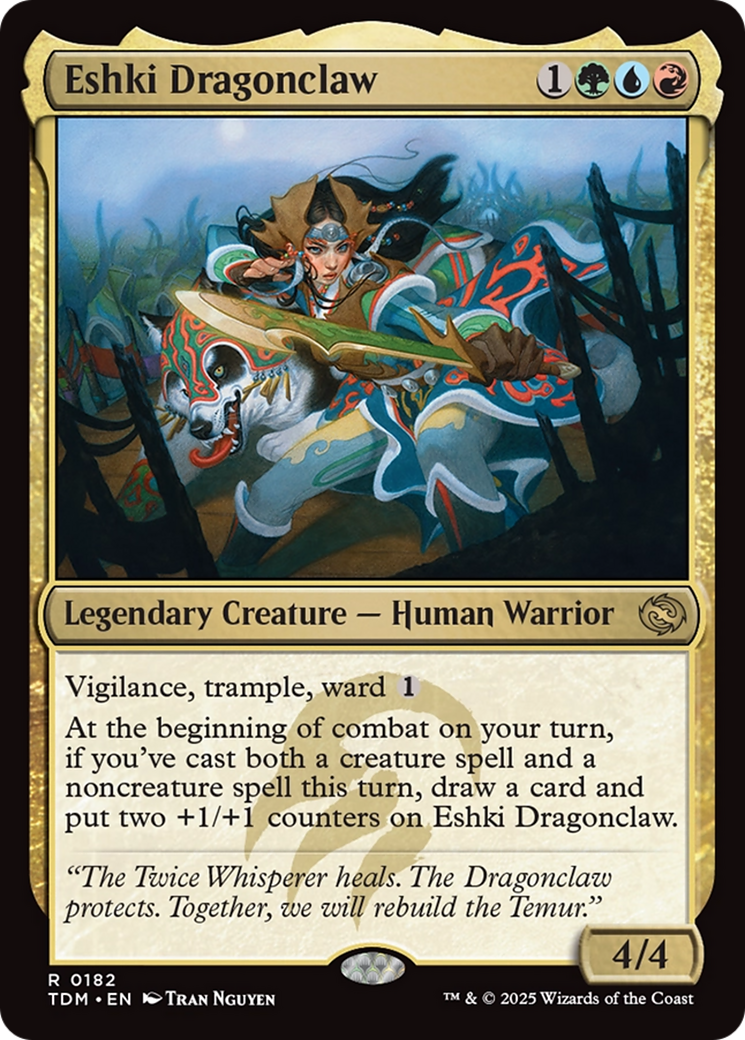 Eshki Dragonclaw 1
Legendary Creature — Human Warrior
Vigilance, trample, ward 1
At the beginning of combat on your turn,
if you've cast both a creature spell and a
noncreature spell this turn, draw a card and
put two +1/+1 counters on Eshki Dragonclaw.
“The Twice Whisperer heals. The Dragonclaw
protects. Together, we will rebuild the Temur.”
4/4
R 0182
TDM • EN Tran Nguyen
™ & © 2025 Wizards of the Coast